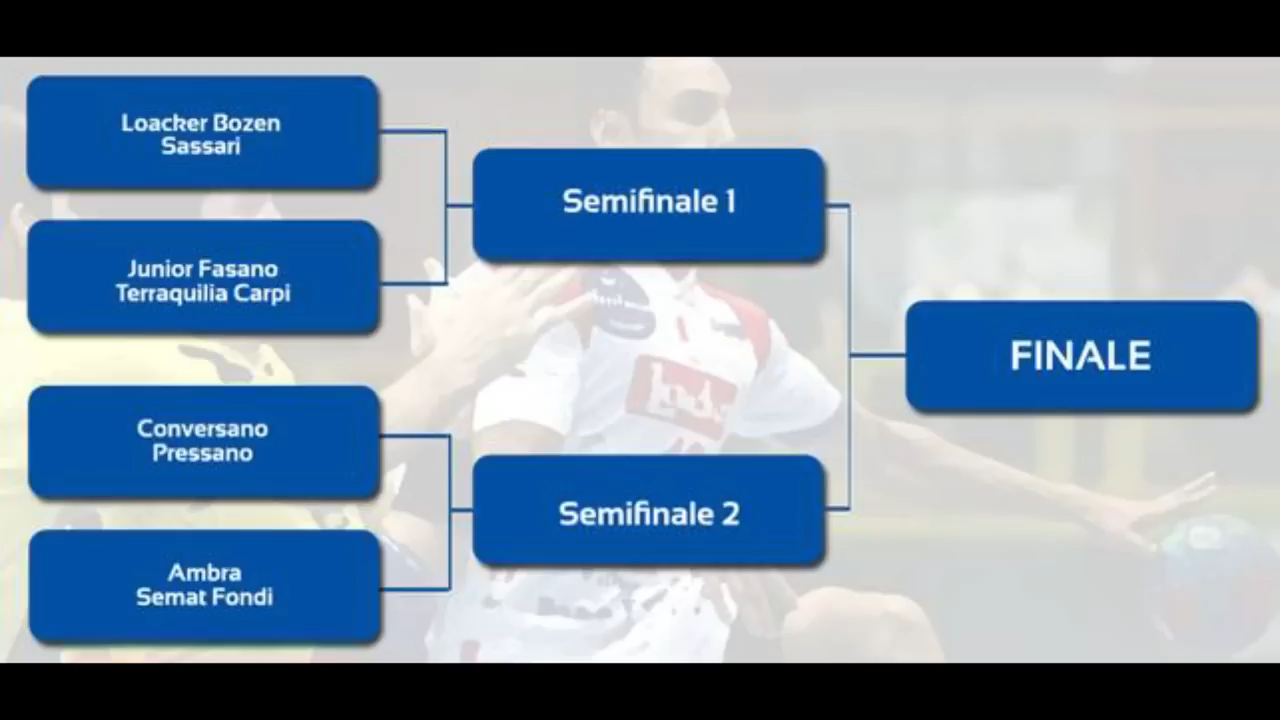 Loacker Bozen
Sassari
Junior Fasano
Terraquilia Carpi
Semifinale 1
Conversano
Pressano
Ambra
Semat Fondi
Semifinale 2
FINALE